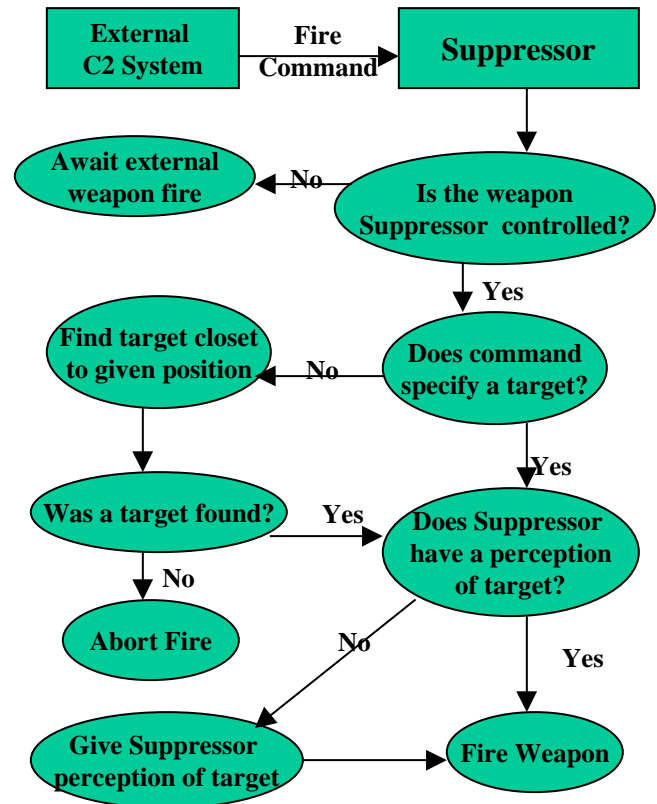 External
C2 System
Fire
Command
Suppressor
Await external
weapon fire
No
Is the weapon
Suppressor controlled?
Yes
Find target closet
to given position
No
Does command
specify a target?
Yes
Was a target found?
Yes
Does Suppressor
have a perception
of target?
No
Abort Fire
No
Yes
Give Suppressor
perception of target
Fire Weapon